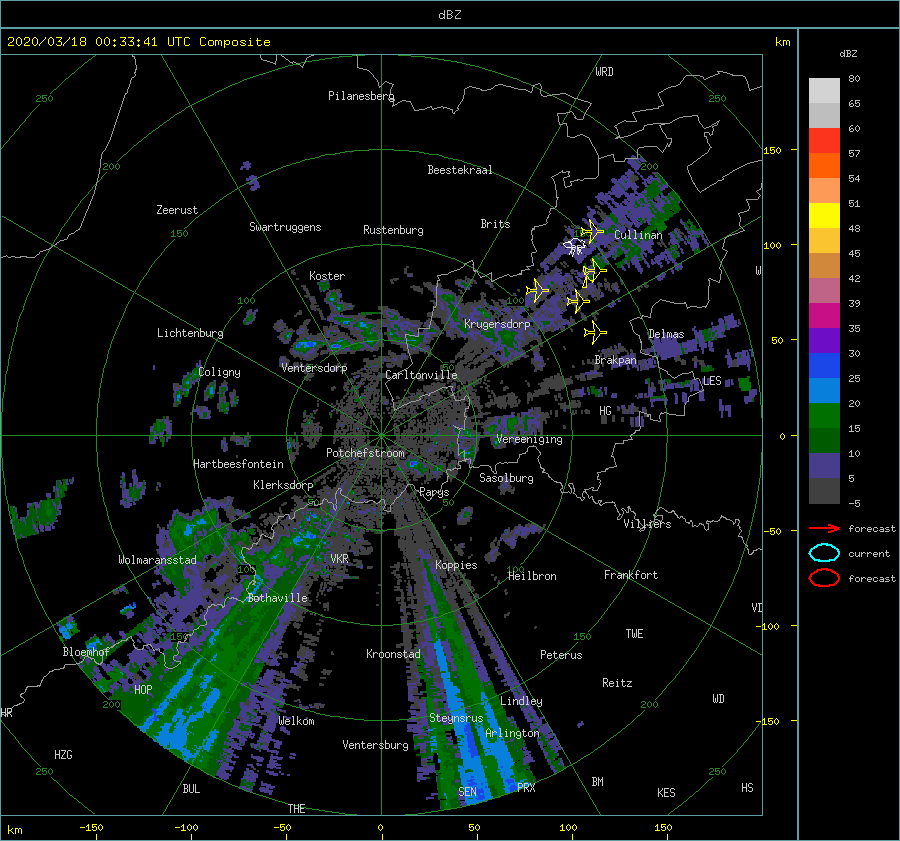 dBZ
2020/03/18 00:33:41 UTC Composite
km
dBZ
WRD
250
250
Pilanesberg
80
65
60
57
54
51
48
45
42
39
35
30
25
20
15
10
5
-5
150
200
200
Beestekraal
Zeerust
Swartruggens
Rustenburg
Brits
150
Cullinan
100
W
Koster
100
100
Krugersdorp
Lichtenburg
Delmas
50
Ventersdorp
Carltonville
Brakpan
Coligny
LES
HG
Vereeniging
0
Potchefstroom
Hartbeesfontein
Sasolburg
Klerksdorp
Parys
50
50
Villiers
-50
forecast
current
forecast
Wolmaransstad
VKR
Koppies
100
100
Heilbron
Frankfort
Bothaville
VI
-100
150
150
TWE
Bloemhof
Kroonstad
Peterus
HOP
Reitz
200
Lindley
200
WD
HR
Welkom
Steynsrus
-150
Arlington
Ventersburg
HZG
250
250
BUL
SEN
PRX
BM
KES
HS
THE
km
-150
-100
-50
0
50
100
150